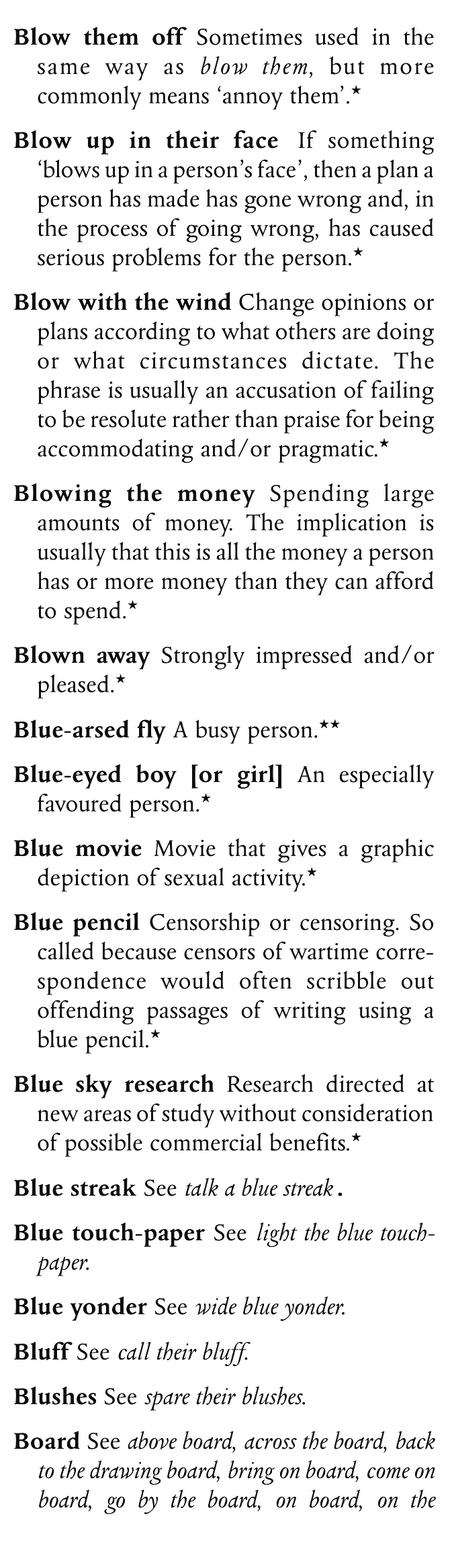 Blow them off Sometimes used in the
same way as blow them, but more
commonly means ‘annoy them’.★
Blow up in their face If something
‘blows up in a person’s face’, then a plan a
person has made has gone wrong and, in
the process of going wrong, has caused
serious problems for the person.★
Blow with the wind Change opinions or
plans according to what others are doing
or what circumstances dictate. The
phrase is usually an accusation of failing
to be resolute rather than praise for being
accommodating and/or pragmatic.★
Blowing the money Spending large
amounts of money. The implication is
usually that this is all the money a person
has or more money than they can afford
to spend.★
Blown away Strongly impressed and/or
pleased.★
Blue-arsed fly A busy person.★★
Blue-eyed boy [or girl] An especially
favoured person.★
Blue movie Movie that gives a graphic
depiction of sexual activity.★
Blue pencil Censorship or censoring. So
called because censors of wartime corre-
spondence would often scribble out
offending passages of writing using a
blue pencil.★
Blue sky research Research directed at
new areas of study without consideration
of possible commercial benefits.★
Blue streak See talk a blue streak.
Blue touch-paper See light the blue touch-
paper.
Blue yonder See wide blue yonder.
Bluff See call their bluff.
Blushes See spare their blushes.
Board See above board, across the board, back
to the drawing board, bring on board, come on
board, go by the board, on board, on the